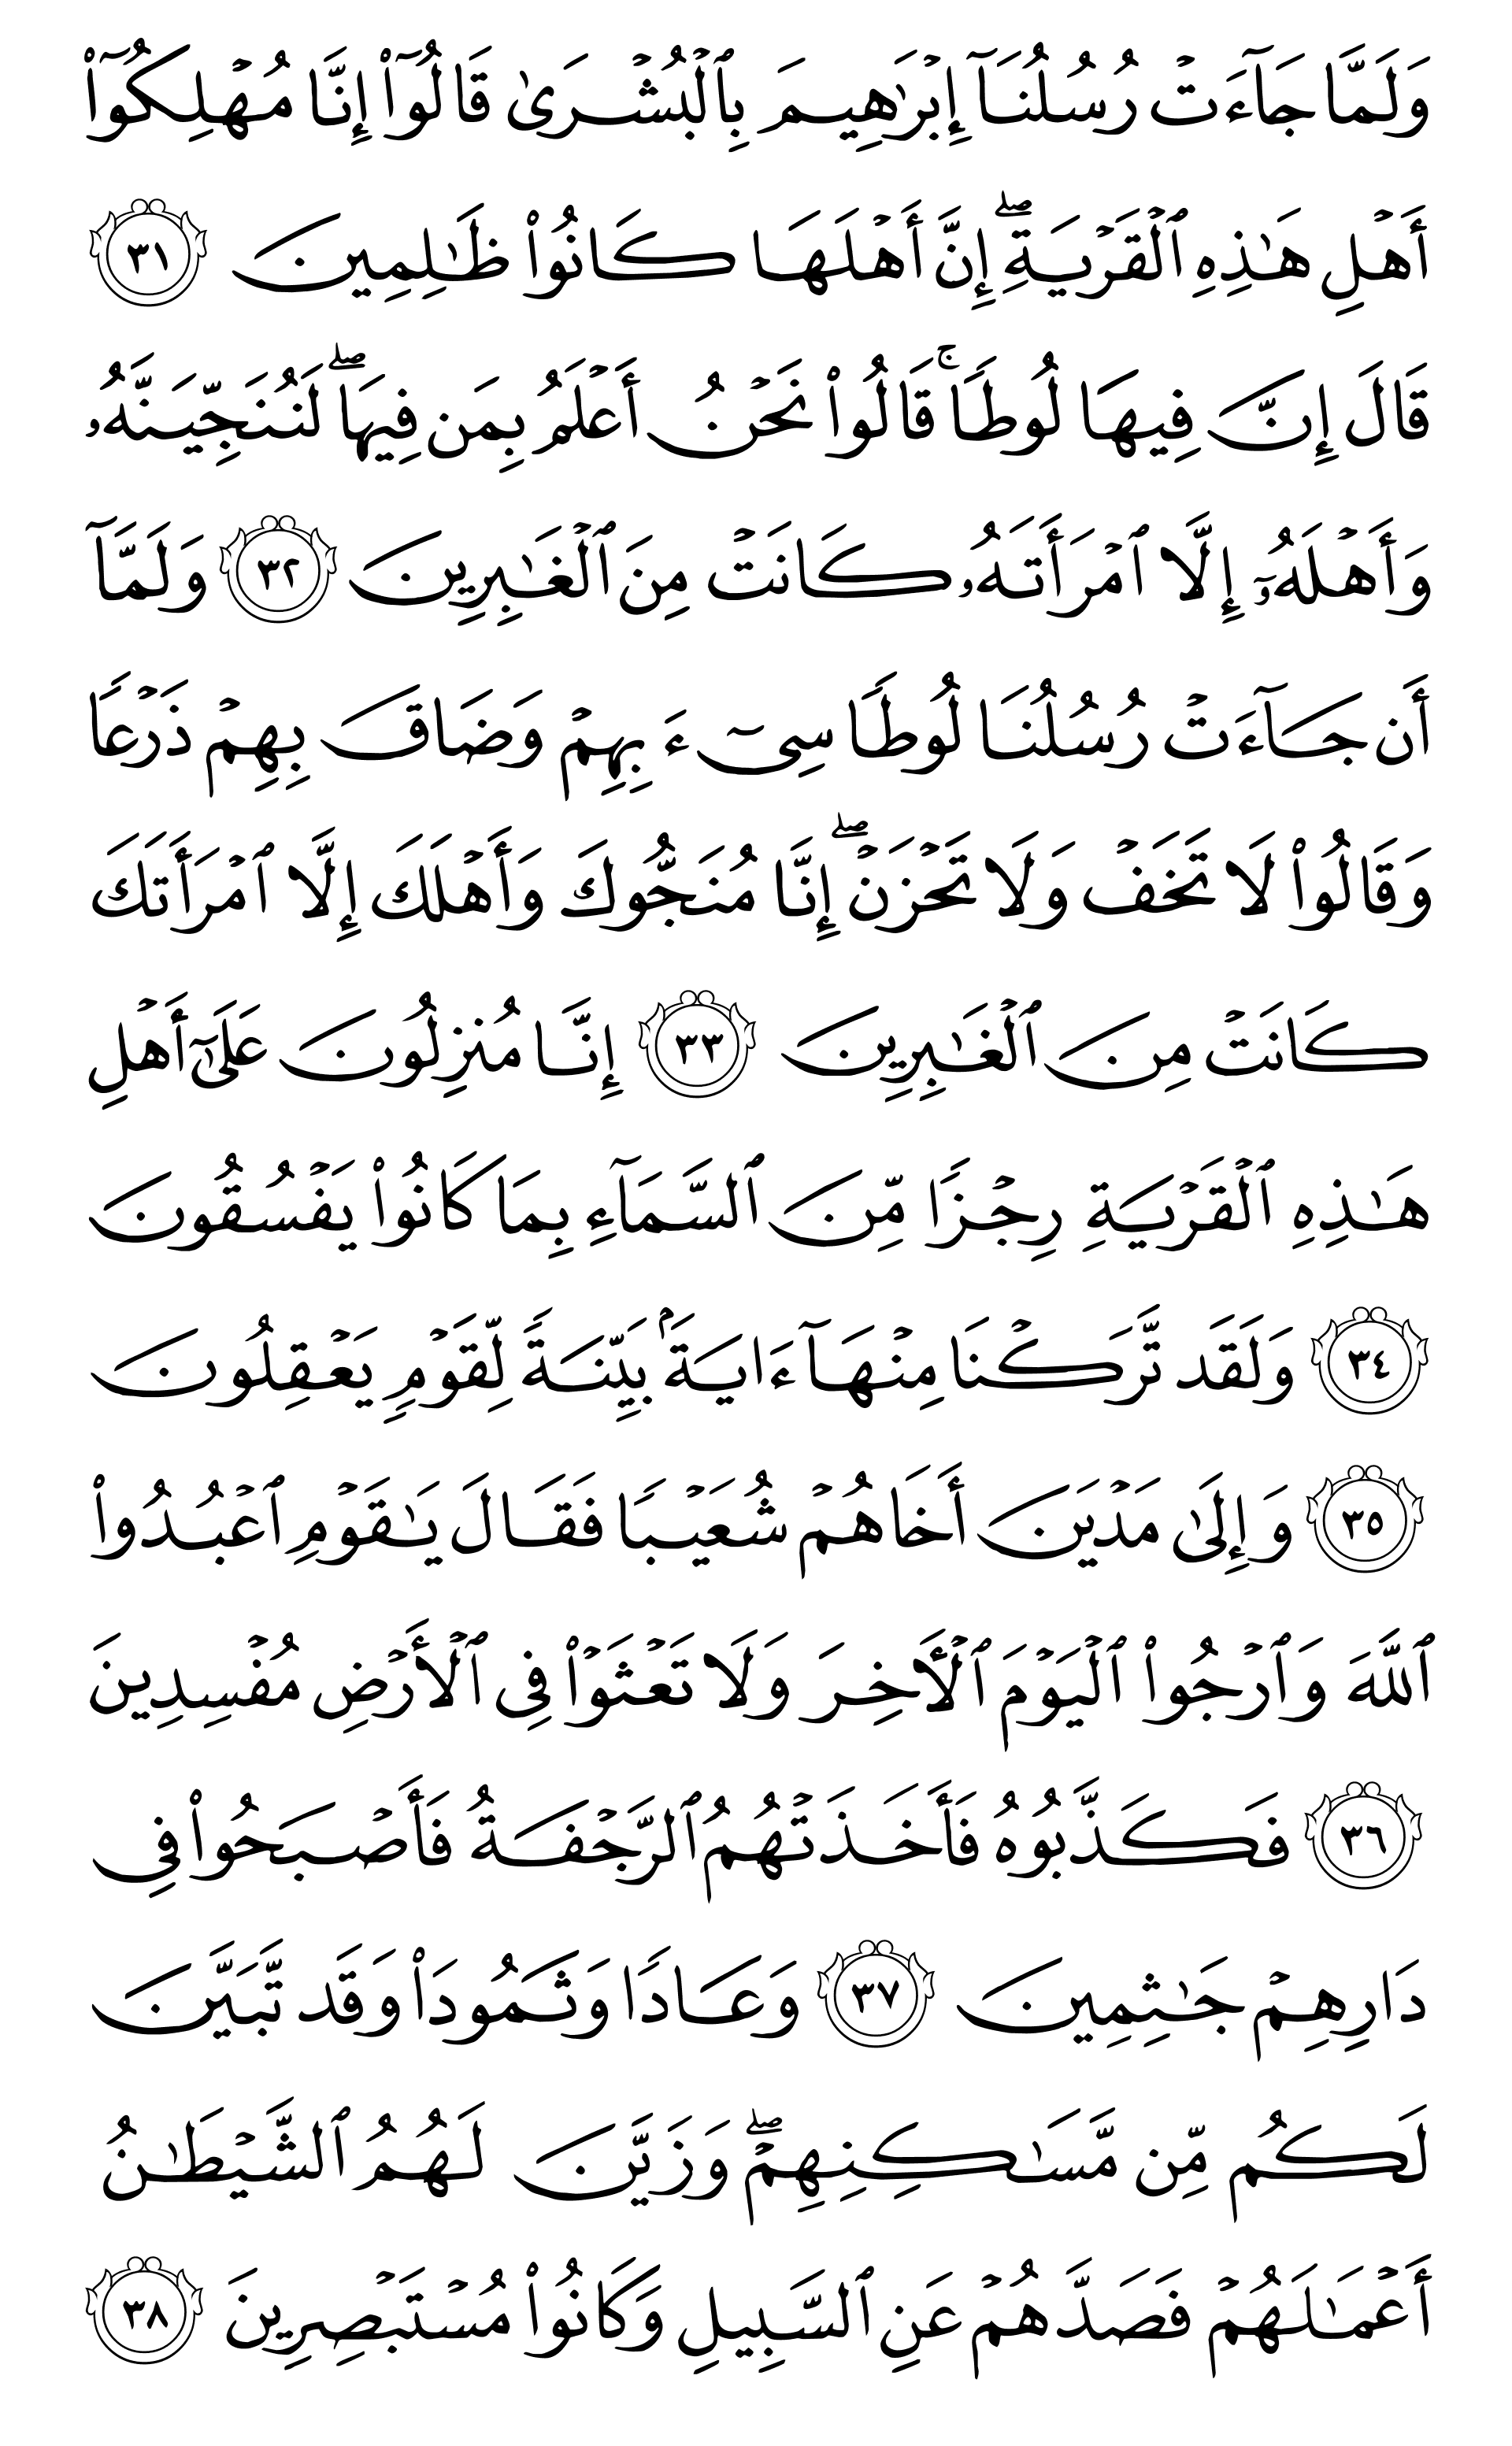 وَلَمَّا جَآءَتۡ رُسُلُنَآ إِبۡرَٰهِيمَ بِٱلۡبُشۡرَىٰ قَالُوٓاْ إِنَّا مُهۡلِكُوٓاْ
أَهۡلِ هَٰذِهِ ٱلۡقَرۡيَةِۖ إِنَّ أَهۡلَهَا كَانُواْ ظَٰلِمِينَ ٣١
قَالَ إِنَّ فِيهَا لُوطٗاۚ قَالُواْ نَحۡنُ أَعۡلَمُ بِمَن فِيهَاۖ لَنُنَجِّيَنَّهُۥ
وَأَهۡلَهُۥٓ إِلَّا ٱمۡرَأَتَهُۥ كَانَتۡ مِنَ ٱلۡغَٰبِرِينَ ٣٢ وَلَمَّآ
أَن جَآءَتۡ رُسُلُنَا لُوطٗا سِيٓءَ بِهِمۡ وَضَاقَ بِهِمۡ ذَرۡعٗا
وَقَالُواْ لَا تَخَفۡ وَلَا تَحۡزَنۡۖ إِنَّا مُنَجُّوكَ وَأَهۡلَكَ إِلَّا ٱمۡرَأَتَكَ
كَانَتۡ مِنَ ٱلۡغَٰبِرِينَ ٣٣ إِنَّا مُنزِلُونَ عَلَىٰٓ أَهۡلِ
هَٰذِهِ ٱلۡقَرۡيَةِ رِجۡزٗا مِّنَ ٱلسَّمَآءِ بِمَا كَانُواْ يَفۡسُقُونَ
٣٤ وَلَقَد تَّرَكۡنَا مِنۡهَآ ءَايَةَۢ بَيِّنَةٗ لِّقَوۡمٖ يَعۡقِلُونَ
٣٥ وَإِلَىٰ مَدۡيَنَ أَخَاهُمۡ شُعَيۡبٗا فَقَالَ يَٰقَوۡمِ ٱعۡبُدُواْ
ٱللَّهَ وَٱرۡجُواْ ٱلۡيَوۡمَ ٱلۡأٓخِرَ وَلَا تَعۡثَوۡاْ فِي ٱلۡأَرۡضِ مُفۡسِدِينَ
٣٦ فَكَذَّبُوهُ فَأَخَذَتۡهُمُ ٱلرَّجۡفَةُ فَأَصۡبَحُواْ فِي
دَارِهِمۡ جَٰثِمِينَ ٣٧ وَعَادٗا وَثَمُودَاْ وَقَد تَّبَيَّنَ
لَكُم مِّن مَّسَٰكِنِهِمۡۖ وَزَيَّنَ لَهُمُ ٱلشَّيۡطَٰنُ
أَعۡمَٰلَهُمۡ فَصَدَّهُمۡ عَنِ ٱلسَّبِيلِ وَكَانُواْ مُسۡتَبۡصِرِينَ ٣٨